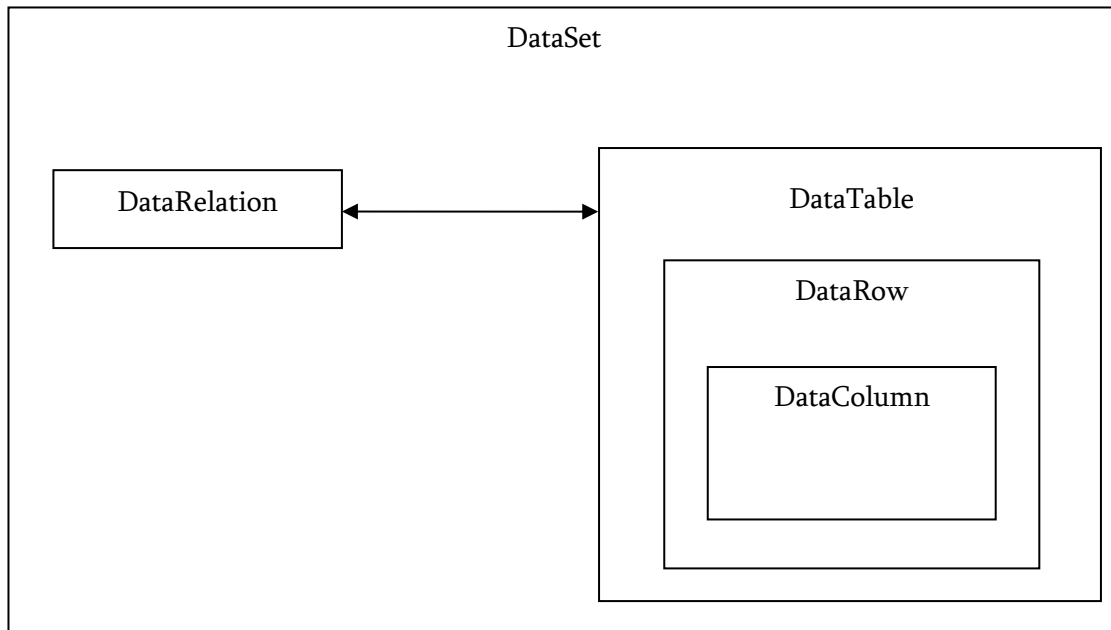 DataSet
DataRelation
DataTable
DataRow
DataColumn